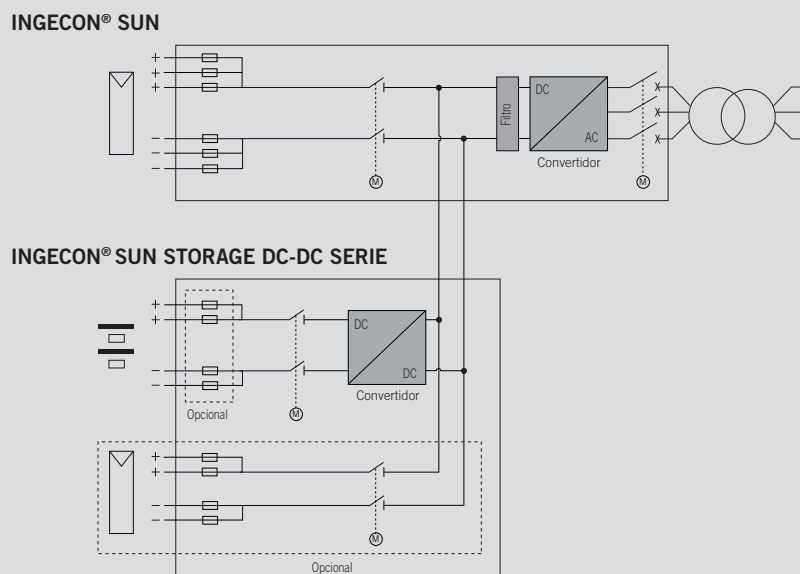 INGECON® SUN
+
+
+
−
−
−
M
Filtro
DC
AC
Convertidor
M
INGECON® SUN STORAGE DC-DC SERIE
+
+
−
−
Opcional
M
DC
DC
Convertidor
+
+
−
−
M
Opcional